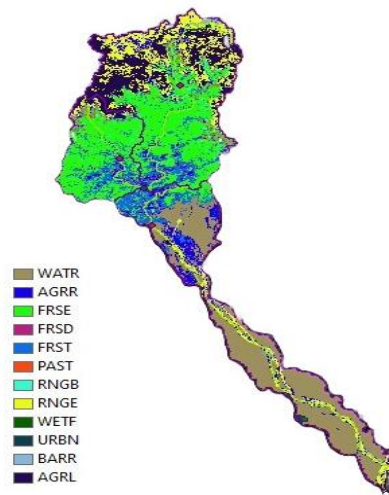 WATR
AGRR
FRSE
FRSD
FRST
PAST
RNGB
RNGE
WETF
URBN
BARR
AGRL